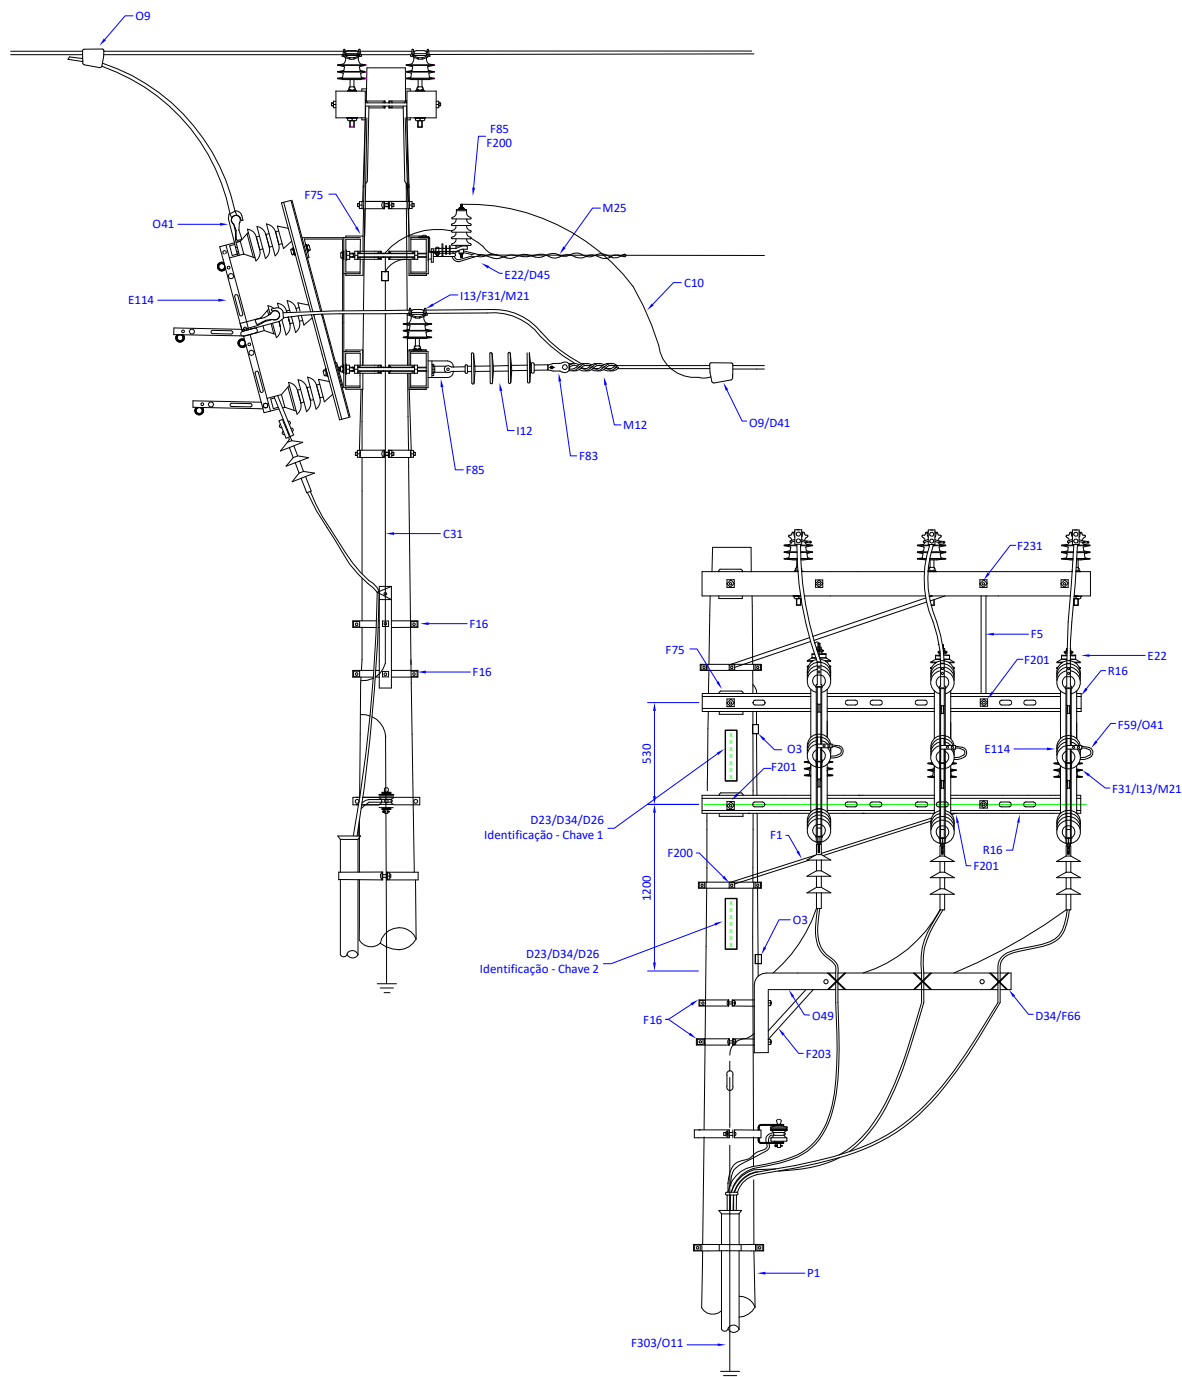 O9
F85
F200
F75
M25
O41
E22/D45
C10
E114
I13/F31/M21
O9/D41
M12
I12
F83
F85
C31
F231
F16
F5
F75
E22
F201
R16
F16
F59/O41
E114
O3
530
F201
F31/I13/M21
D23/D34/D26
Identificação - Chave 1
F1
F200
R16
F201
1200
O3
D23/D34/D26
Identificação - Chave 2
F16
O49
D34/F66
F203
P1
F303/O11